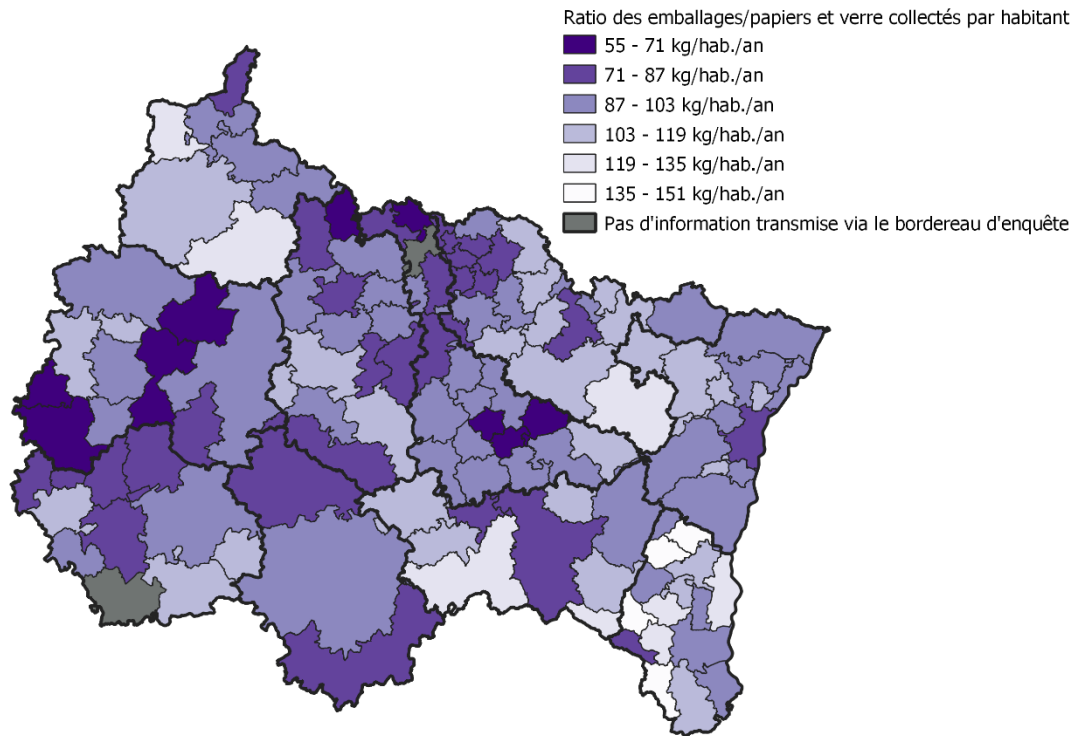 Ratio des emballages/papiers et verre collectés par habitant
55 - 71 kg/hab./an
71 - 87 kg/hab./an
87 - 103 kg/hab./an
103 - 119 kg/hab./an
119 - 135 kg/hab./an
135 - 151 kg/hab./an
Pas d'information transmise via le bordereau d'enquête